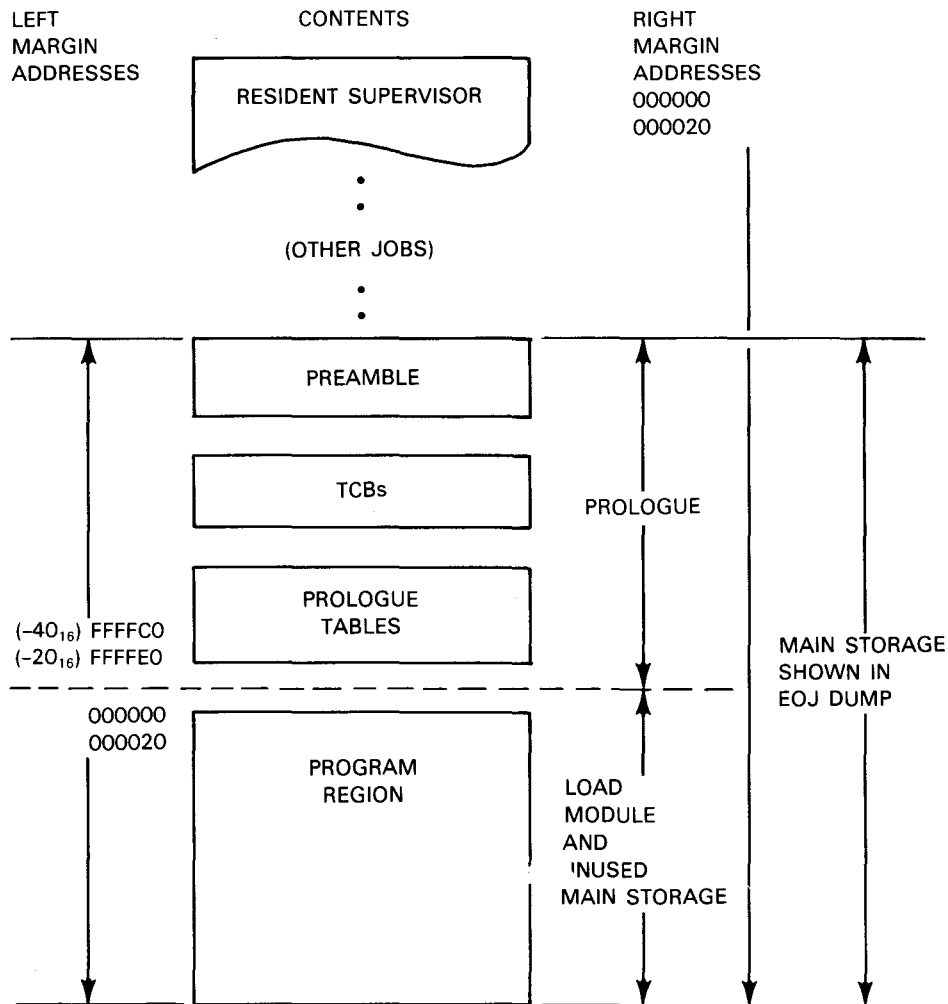 LEFT
MARGIN
ADDRESSES
CONTENTS
RIGHT
MARGIN
ADDRESSES
000000
000020
RESIDENT SUPERVISOR
(OTHER JOBS)
PREAMBLE
TCBs
PROLOGUE
TABLES
PROLOGUE
(−40₁₆) FFFFC0
(−20₁₆) FFFFE0
MAIN STORAGE
SHOWN IN
EOJ DUMP
000000
000020
PROGRAM
REGION
LOAD
MODULE
AND
'NUSED
MAIN STORAGE